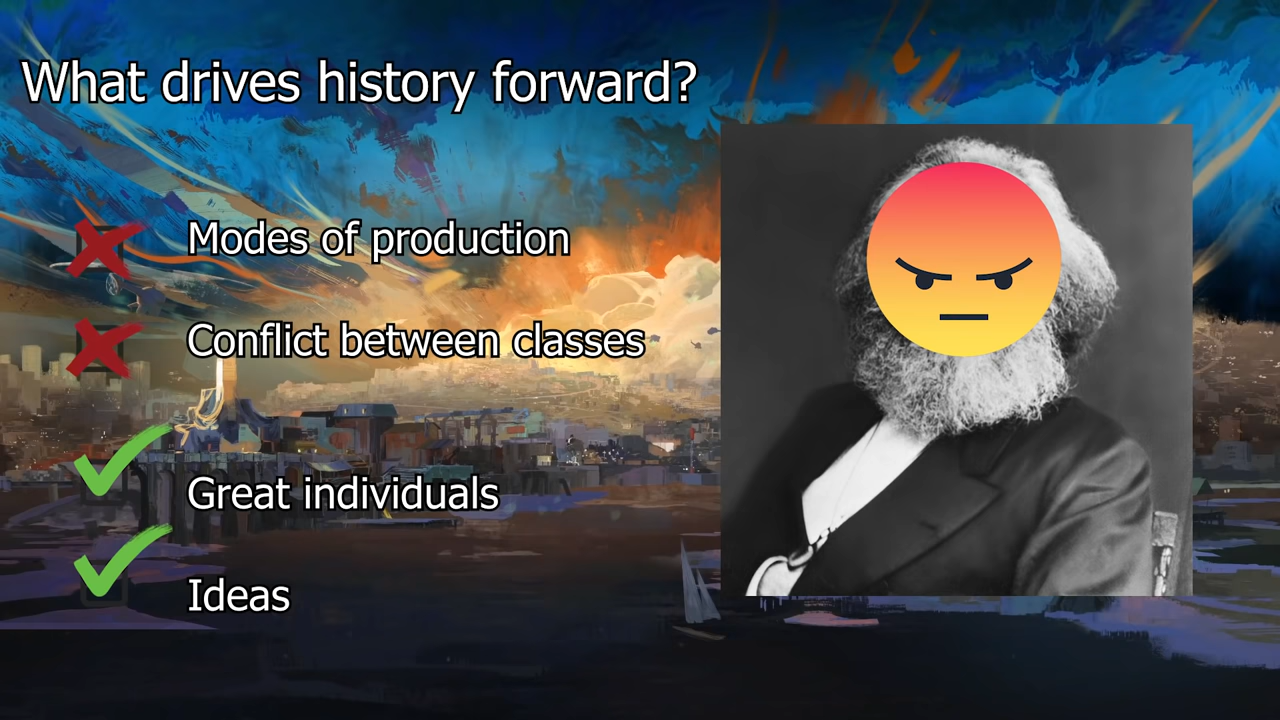 What drives history forward?
Modes of production
Conflict between classes
Great individuals
Ideas